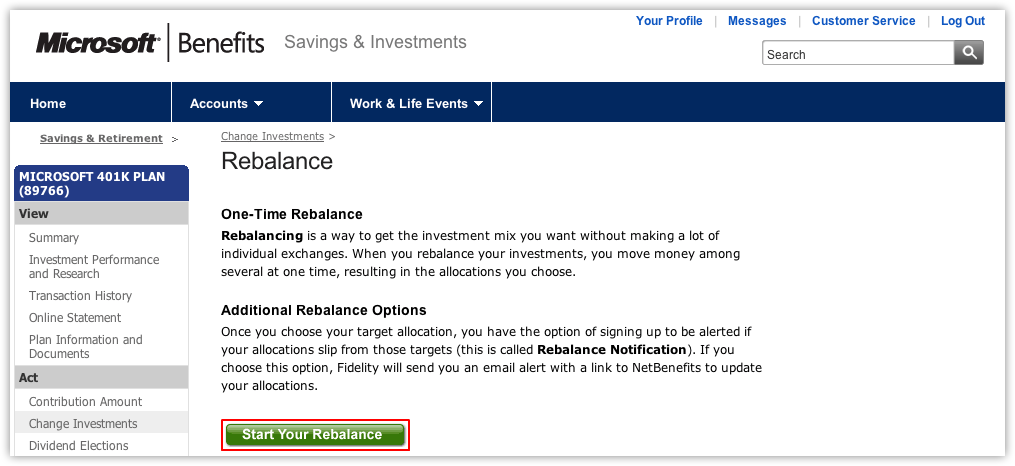 Your Profile | Messages | Customer Service | Log Out
Microsoft® | Benefits Savings & Investments
Search
Home Accounts Work & Life Events
Savings & Retirement >
Change Investments >
Rebalance
MICROSOFT 401K PLAN
(89766)
View
Summary
Investment Performance
and Research
Transaction History
Online Statement
Plan Information and
Documents
Act
Contribution Amount
Change Investments
Dividend Elections
One-Time Rebalance
Rebalancing is a way to get the investment mix you want without making a lot of
individual exchanges. When you rebalance your investments, you move money among
several at one time, resulting in the allocations you choose.
Additional Rebalance Options
Once you choose your target allocation, you have the option of signing up to be alerted if
your allocations slip from those targets (this is called Rebalance Notification). If you
choose this option, Fidelity will send you an email alert with a link to NetBenefits to update
your allocations.
Start Your Rebalance